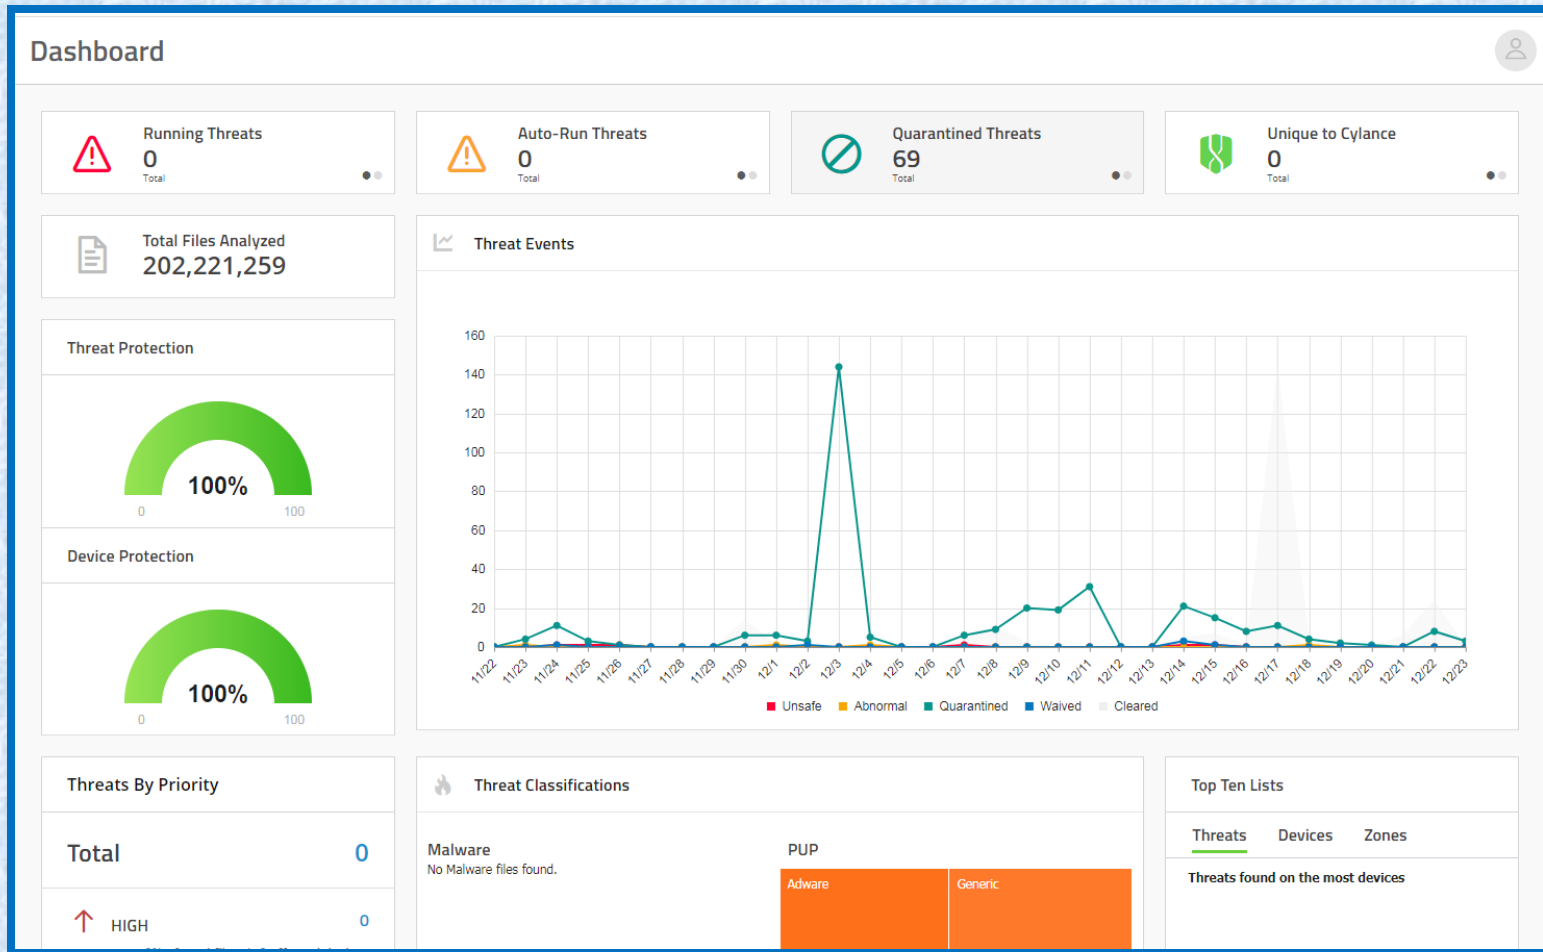 Dashboard
Running Threats
0
Total
Auto-Run Threats
0
Total
Quarantined Threats
69
Total
Unique to Cylance
0
Total
Total Files Analyzed
202,221,259
Threat Protection
100%
0 100
Device Protection
100%
0 100
Threat Events
160
140
120
100
80
60
40
20
0
11/22 11/23 11/24 11/25 11/26 11/27 11/28 11/29 11/30 12/1 12/2 12/3 12/4 12/5 12/6 12/7 12/8 12/9 12/10 12/11 12/12 12/13 12/14 12/15 12/16 12/17 12/18 12/19 12/20 12/21 12/22 12/23
Unsafe Abnormal Quarantined Waived Cleared
Threats By Priority
Total 0
HIGH 0
Threat Classifications
Malware
No Malware files found.
PUP
Adware Generic
Top Ten Lists
Threats Devices Zones
Threats found on the most devices